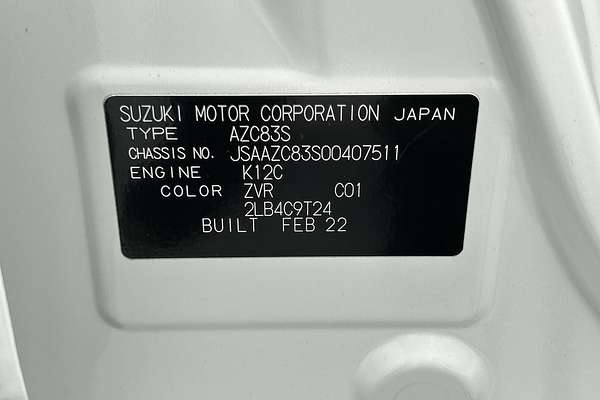 SUZUKI MOTOR CORPORATION JAPAN
TYPE AZC83S
CHASSIS NO. JSAAZC83S00407511
ENGINE K12C
COLOR ZVR C01
2LB4C9T24
BUILT FEB 22